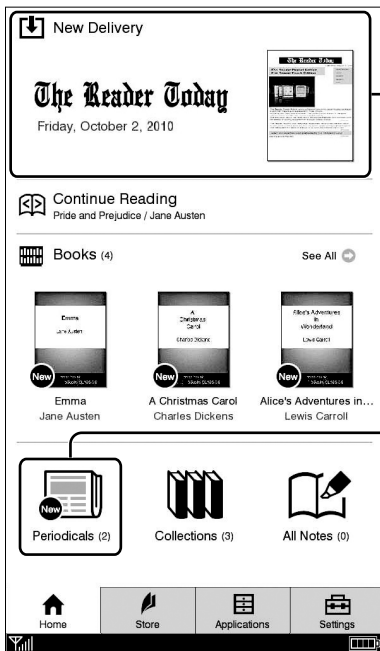 New Delivery
The Reader Today
Friday, October 2, 2010
The Reader Today
Continue Reading
Pride and Prejudice / Jane Austen
Books (4)
See All
Emma
Jane Austen
A
Christmas
Carol
Charles Dickens
Alice's Adventures
in
Wonderland
Lewis Carroll
New
New
New
Emma
A Christmas Carol
Alice's Adventures in...
Jane Austen
Charles Dickens
Lewis Carroll
New
Periodicals (2)
Collections (3)
All Notes (0)
Home
Store
Applications
Settings